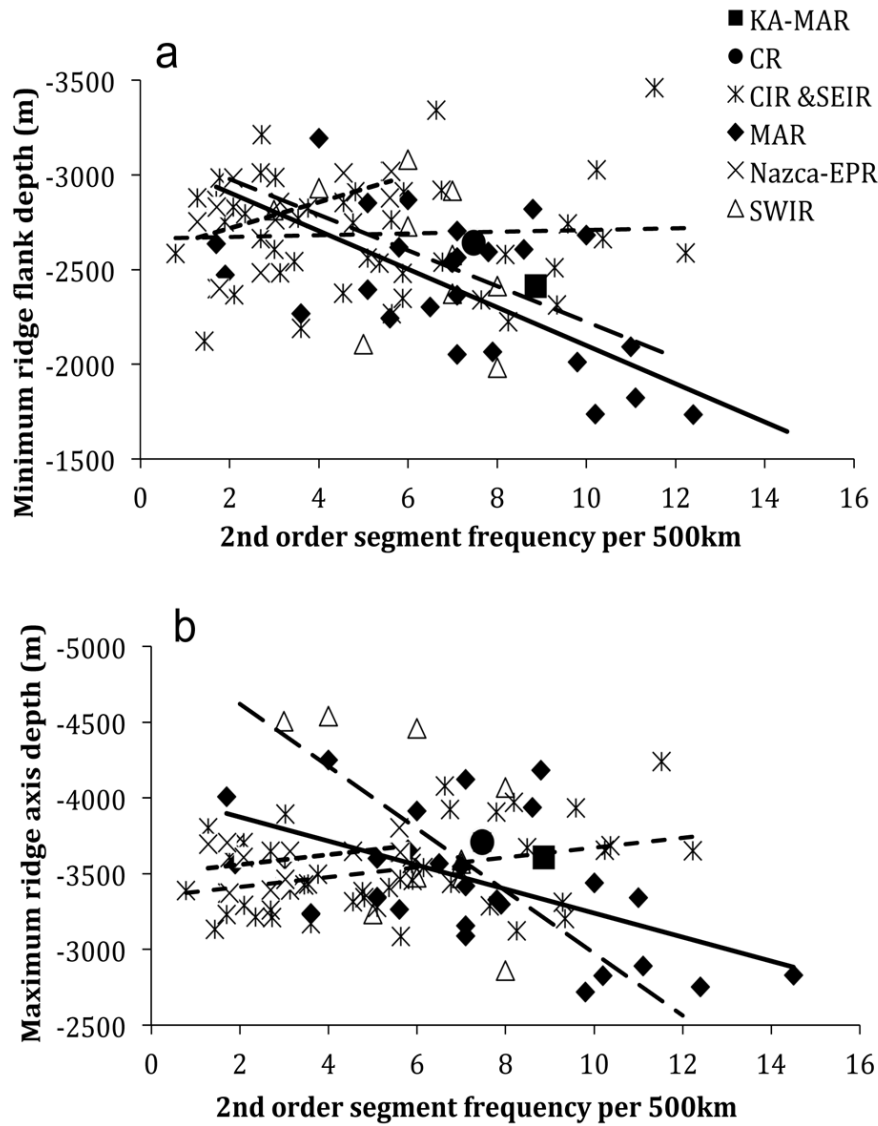 a
KA-MAR
CR
CIR &SEIR
MAR
Nazca-EPR
SWIR
Minimum ridge flank depth (m)
-3500
-3000
-2500
-2000
-1500
0 2 4 6 8 10 12 14 16
2nd order segment frequency per 500km
b
Maximum ridge axis depth (m)
-5000
-4500
-4000
-3500
-3000
-2500
0 2 4 6 8 10 12 14 16
2nd order segment frequency per 500km